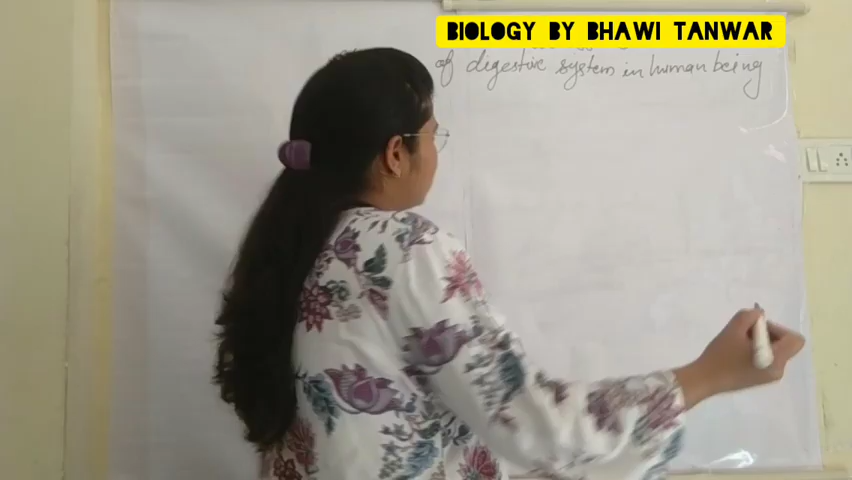 BIOLOGY BY BHAWI TANWAR
of digestive system in human being